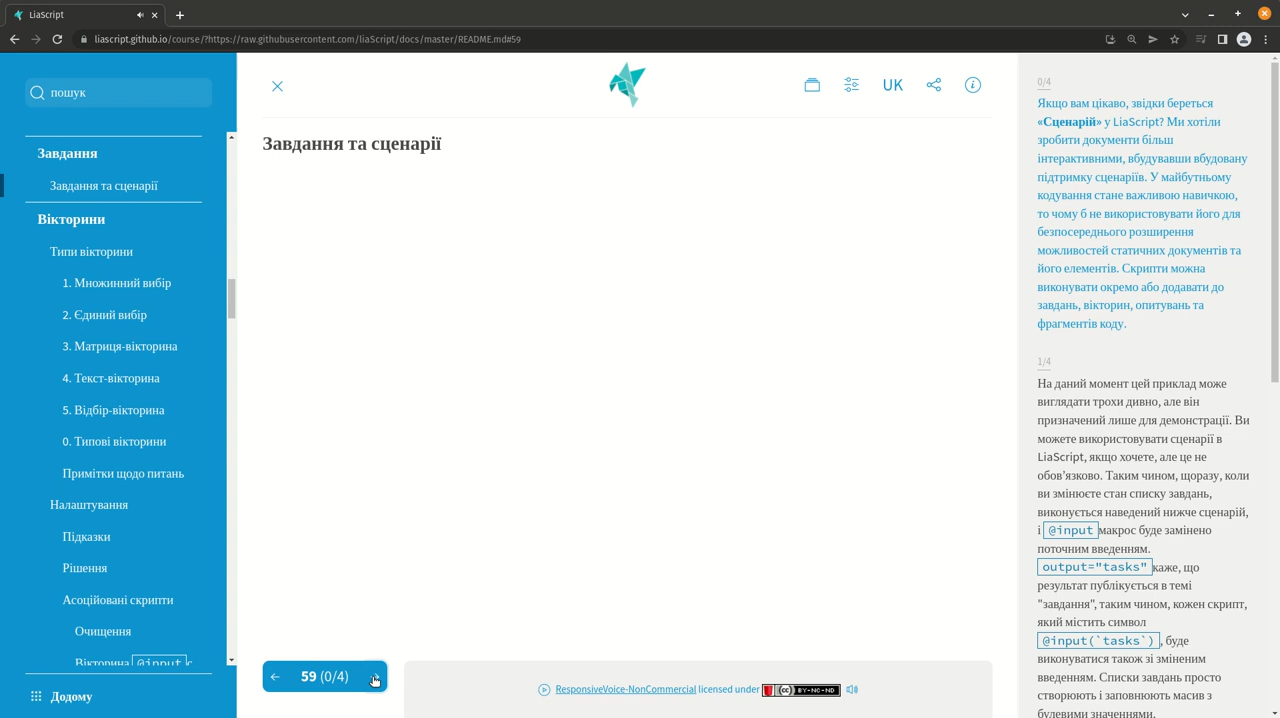 LiaScript
liascript.github.io/course/?https://raw.githubusercontent.com/liaScript/docs/master/README.md#59
пошук
Завдання
Завдання та сценарії
Вікторини
Типи вікторини
1. Множинний вибір
2. Єдиний вибір
3. Матриця-вікторина
4. Текст-вікторина
5. Відбір-вікторина
0. Типові вікторини
Примітки щодо питань
Налаштування
Підказки
Рішення
Асоційовані скрипти
Очищення
Вікторина @input с
Додому
UK
Завдання та сценарії
59 (0/4)
ResponsiveVoice-NonCommercial licensed under
BY-NC-ND
0/4
Якщо вам цікаво, звідки береться
«Сценарій» у LiaScript? Ми хотіли
зробити документи більш
інтерактивними, вбудувавши вбудовану
підтримку сценаріїв. У майбутньому
кодування стане важливою навичкою,
то чому б не використовувати його для
безпосереднього розширення
можливостей статичних документів та
його елементів. Скрипти можна
виконувати окремо або додавати до
завдань, вікторин, опитувань та
фрагментів коду.
1/4
На даний момент цей приклад може
виглядати трохи дивно, але він
призначений лише для демонстрації. Ви
можете використовувати сценарії в
LiaScript, якщо хочете, але це не
обов'язково. Таким чином, щоразу, коли
ви змінюєте стан списку завдань,
виконується наведений нижче сценарій,
і @input макрос буде замінено
поточним введенням.
output="tasks" каже, що
результат публікується в темі
"завдання", таким чином, кожен скрипт,
який містить символ
@input(`tasks`), буде
виконуватися також зі зміненим
введенням. Списки завдань просто
створюють і заповнюють масив з
булевими значеннями.